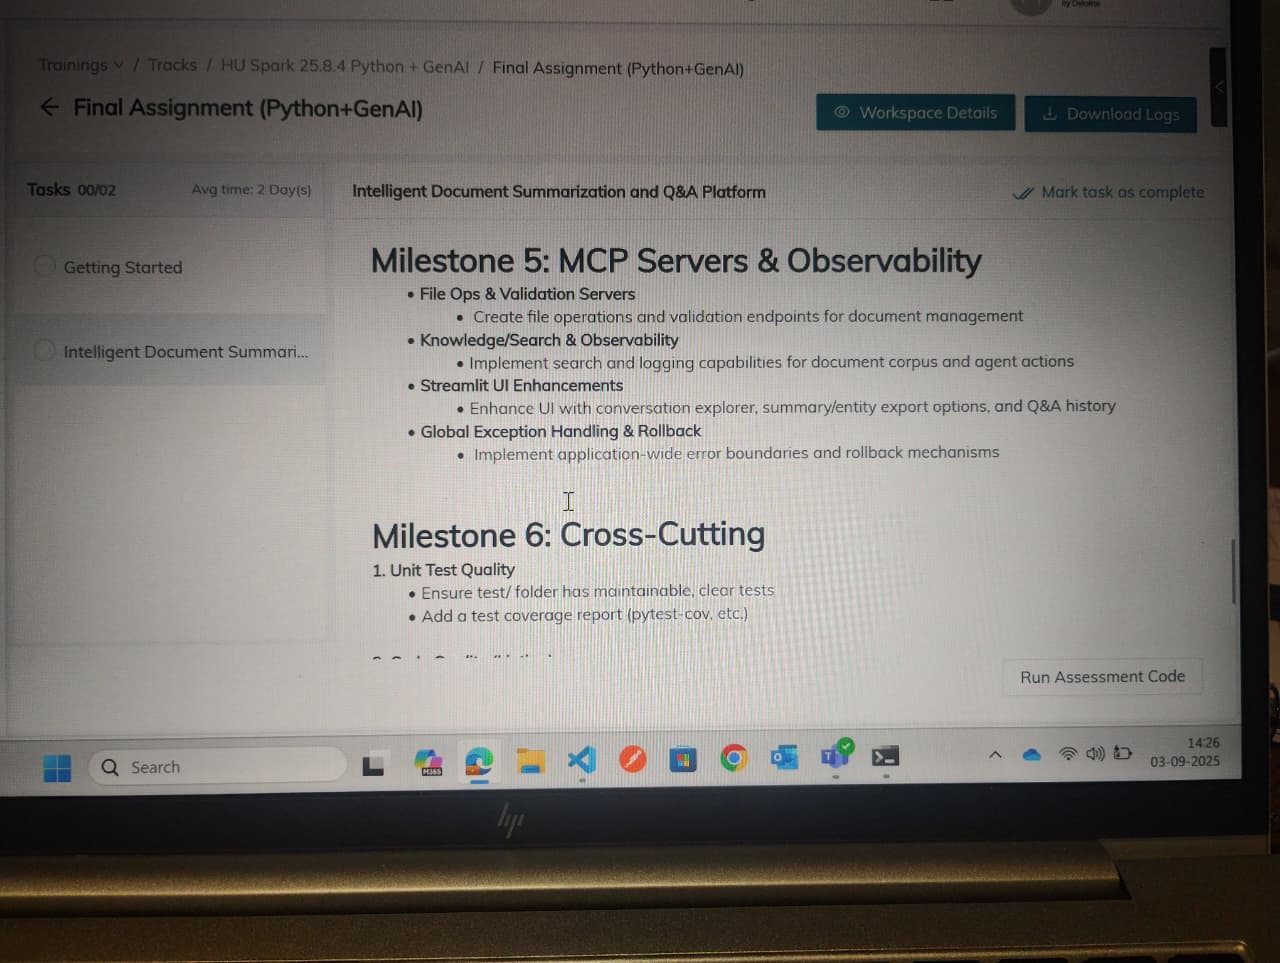 by Deloitte
Trainings / Tracks / HU Spark 25.8.4 Python + GenAI / Final Assignment (Python+GenAI)
← Final Assignment (Python+GenAI)
Workspace Details
Download Logs
Tasks 00/02
Avg time: 2 Day(s)
Intelligent Document Summarization and Q&A Platform
Mark task as complete
Getting Started
Intelligent Document Summari...
Milestone 5: MCP Servers & Observability
• File Ops & Validation Servers
• Create file operations and validation endpoints for document management
• Knowledge/Search & Observability
• Implement search and logging capabilities for document corpus and agent actions
• Streamlit UI Enhancements
• Enhance UI with conversation explorer, summary/entity export options, and Q&A history
• Global Exception Handling & Rollback
• Implement application-wide error boundaries and rollback mechanisms
Milestone 6: Cross-Cutting
1. Unit Test Quality
• Ensure test/ folder has maintainable, clear tests
• Add a test coverage report (pytest-cov, etc.)
Run Assessment Code
Search
M365
14:26
03-09-2025
hp